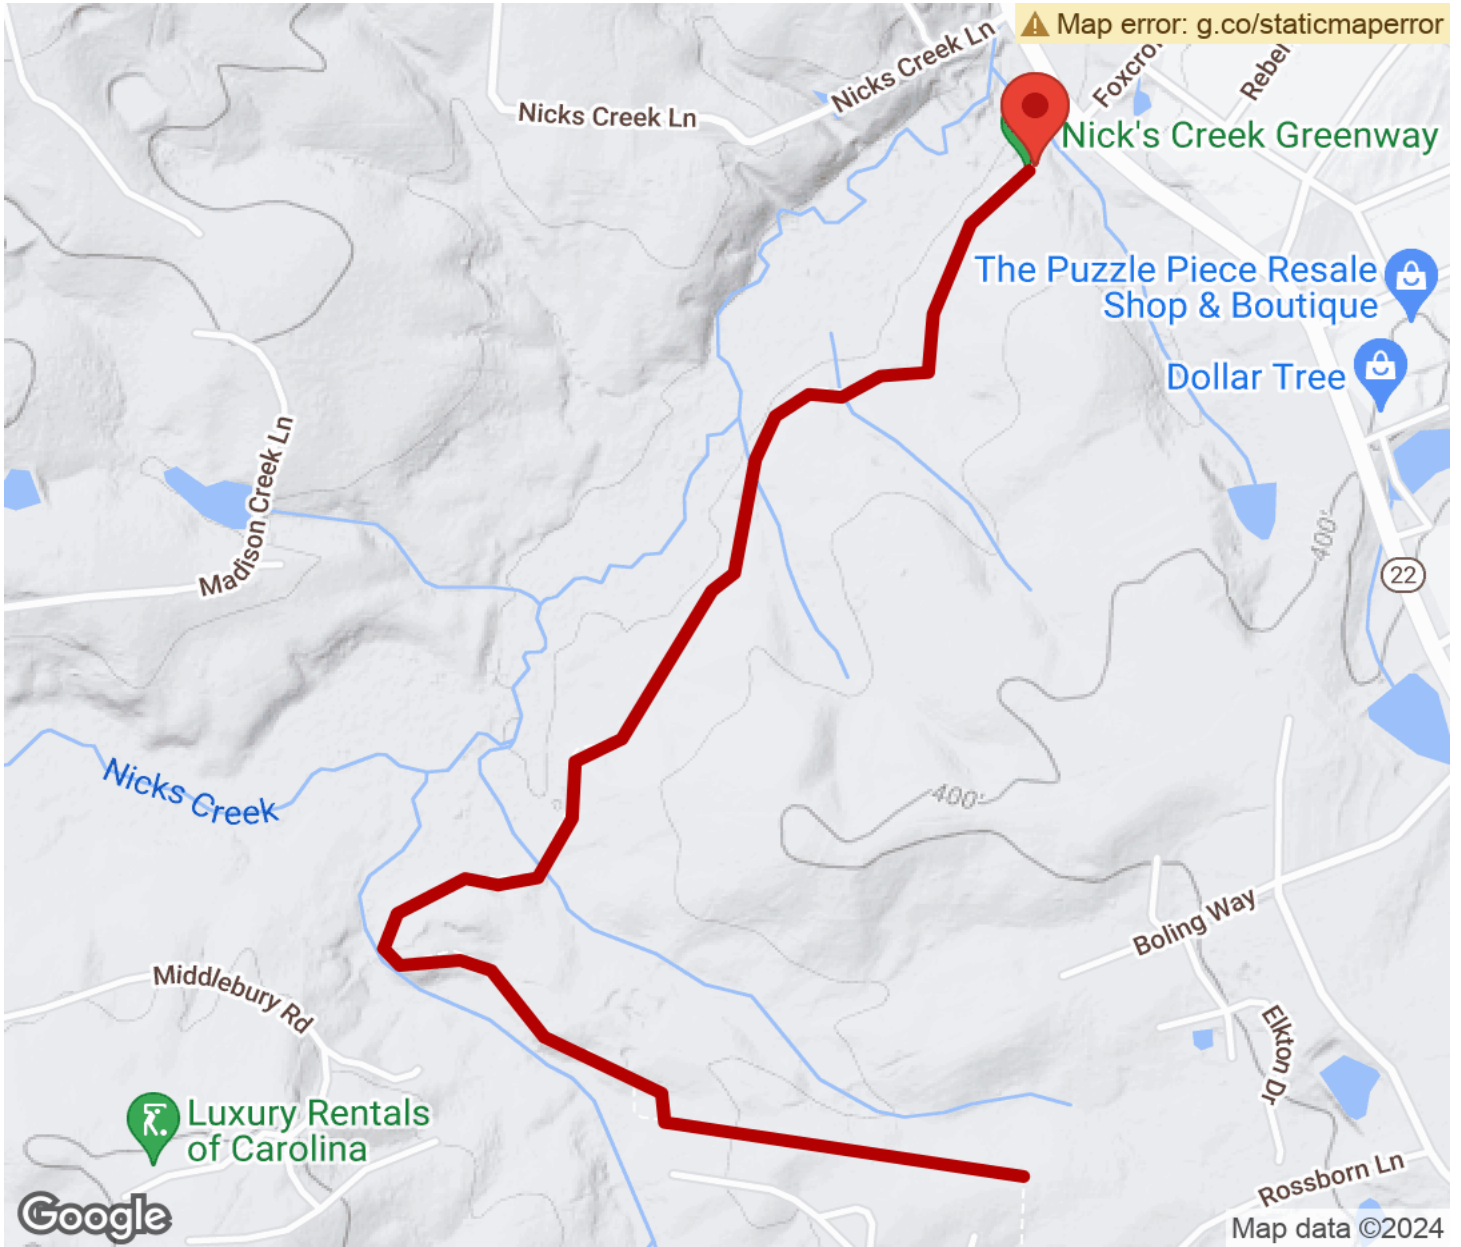 Map error: g.co/staticmaperror
Nicks Creek Ln
Nicks Creek Ln
Foxcro
Rebel
Nick's Creek Greenway
The Puzzle Piece Resale
Shop & Boutique
Dollar Tree
Madison Creek Ln
400'
22
Nicks Creek
400'
Boling Way
Middlebury Rd
Elkton Dr
Luxury Rentals
of Carolina
Rossborn Ln
Google
Map data ©2024